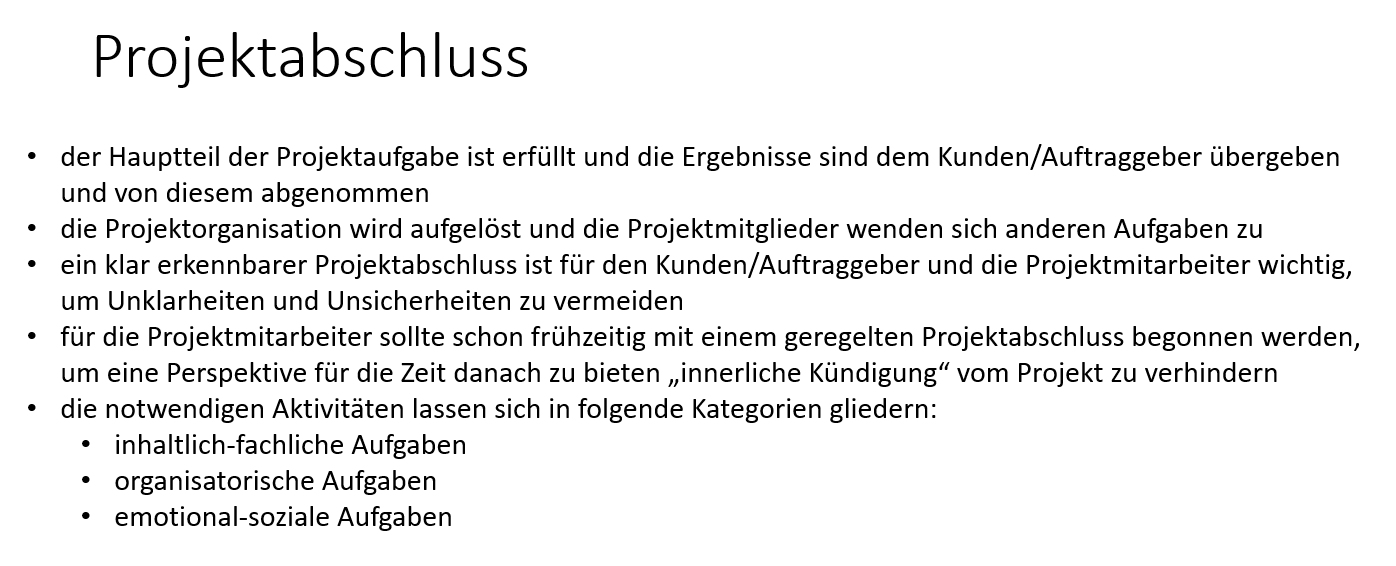 Projektabschluss
• der Hauptteil der Projektaufgabe ist erfüllt und die Ergebnisse sind dem Kunden/Auftraggeber übergeben
und von diesem abgenommen
• die Projektorganisation wird aufgelöst und die Projektmitglieder wenden sich anderen Aufgaben zu
• ein klar erkennbarer Projektabschluss ist für den Kunden/Auftraggeber und die Projektmitarbeiter wichtig,
um Unklarheiten und Unsicherheiten zu vermeiden
• für die Projektmitarbeiter sollte schon frühzeitig mit einem geregelten Projektabschluss begonnen werden,
um eine Perspektive für die Zeit danach zu bieten „innerliche Kündigung“ vom Projekt zu verhindern
• die notwendigen Aktivitäten lassen sich in folgende Kategorien gliedern:
• inhaltlich-fachliche Aufgaben
• organisatorische Aufgaben
• emotional-soziale Aufgaben